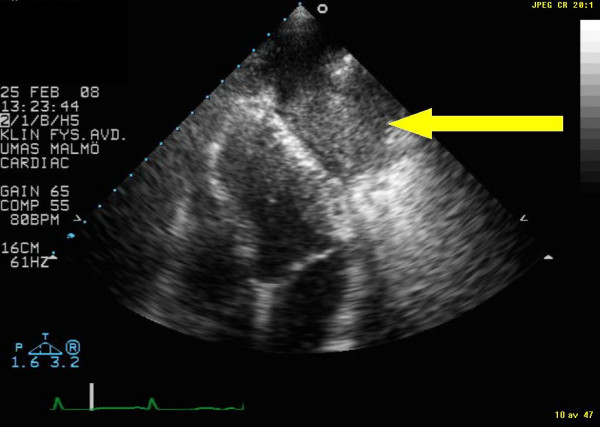 JPEG CR 20:1
25 FEB 08
13:23:44
2/1/B/H5
KLIN FYS.AVD.
UMAS MALMÖ
CARDIAC
GAIN 65
COMP 55
80BPM
16CM
61HZ
T
P R
1.6 3.2
10 av 47